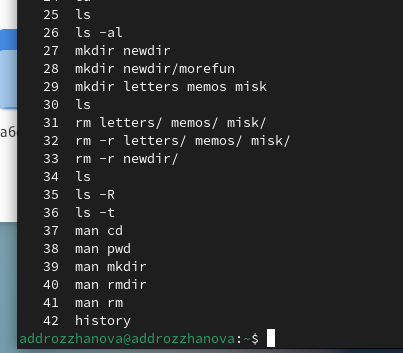 25 ls
26 ls -al
27 mkdir newdir
28 mkdir newdir/morefun
29 mkdir letters memos misk
30 ls
31 rm letters/ memos/ misk/
32 rm -r letters/ memos/ misk/
33 rm -r newdir/
34 ls
35 ls -R
36 ls -t
37 man cd
38 man pwd
39 man mkdir
40 man rmdir
41 man rm
42 history
addrozzhanova@addrozzhanova:~$